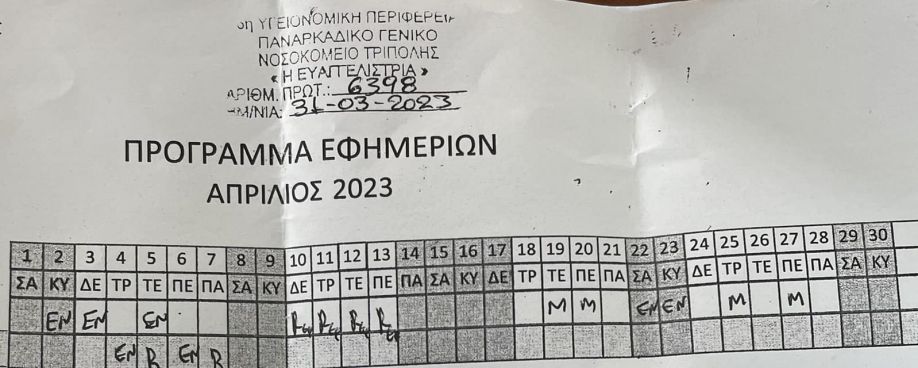 6η ΥΓΕΙΟΝΟΜΙΚΗ ΠΕΡΙΦΕΡΕΙ
ΠΑΝΑΡΚΑΔΙΚΟ ΓΕΝΙΚΟ
ΝΟΣΟΚΟΜΕΙΟ ΤΡΙΠΟΛΗΣ
«Η ΕΥΑΓΓΕΛΙΣΤΡΙΑ»
ΑΡΙΘΜ. ΠΡΩΤ.: 6398
ΗΜ/ΝΙΑ: 31-03-2023
ΠΡΟΓΡΑΜΜΑ ΕΦΗΜΕΡΙΩΝ
ΑΠΡΙΛΙΟΣ 2023
1 2 3 4 5 6 7 8 9 10 11 12 13 14 15 16 17 18 19 20 21 22 23 24 25 26 27 28 29 30
ΣΑ ΚΥ ΔΕ ΤΡ ΤΕ ΠΕ ΠΑ ΣΑ ΚΥ ΔΕ ΤΡ ΤΕ ΠΕ ΠΑ ΣΑ ΚΥ ΔΕ ΤΡ ΤΕ ΠΕ ΠΑ ΣΑ ΚΥ ΔΕ ΤΡ ΤΕ ΠΕ ΠΑ ΣΑ ΚΥ
ΕΝ ΕΝ ΕΝ Μ Μ ΕΝ ΕΝ Μ Μ
ΕΝ R ΕΝ R